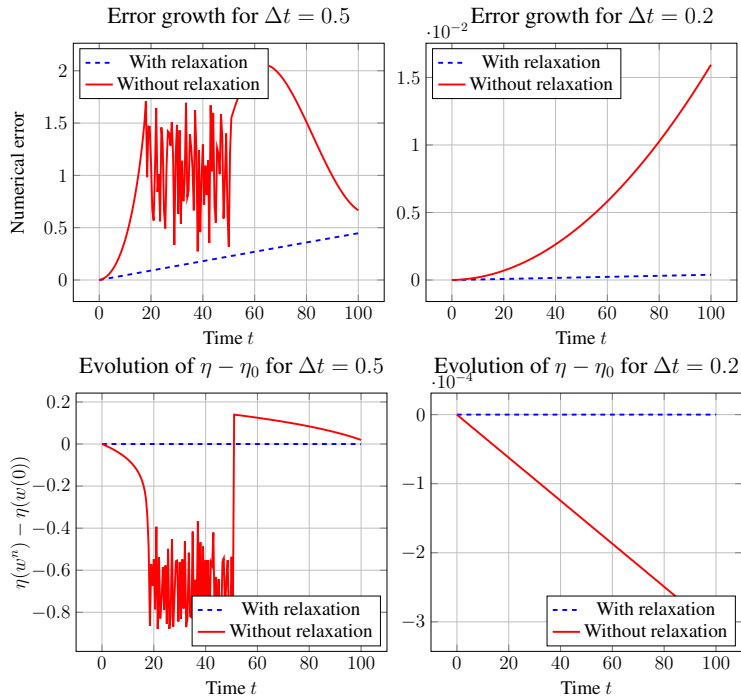 Error growth for Δt = 0.5
With relaxation
Without relaxation
2
1.5
1
0.5
0
0
20
40
60
80
100
Numerical error
Time t
Error growth for Δt = 0.2
·10⁻²
With relaxation
Without relaxation
1.5
1
0.5
0
0
20
40
60
80
100
Time t
Evolution of η − η₀ for Δt = 0.5
0.2
0
−0.2
−0.4
−0.6
−0.8
0
20
40
60
80
100
η(wⁿ) − η(w(0))
With relaxation
Without relaxation
Time t
Evolution of η − η₀ for Δt = 0.2
·10⁻⁴
0
−1
−2
−3
0
20
40
60
80
100
With relaxation
Without relaxation
Time t